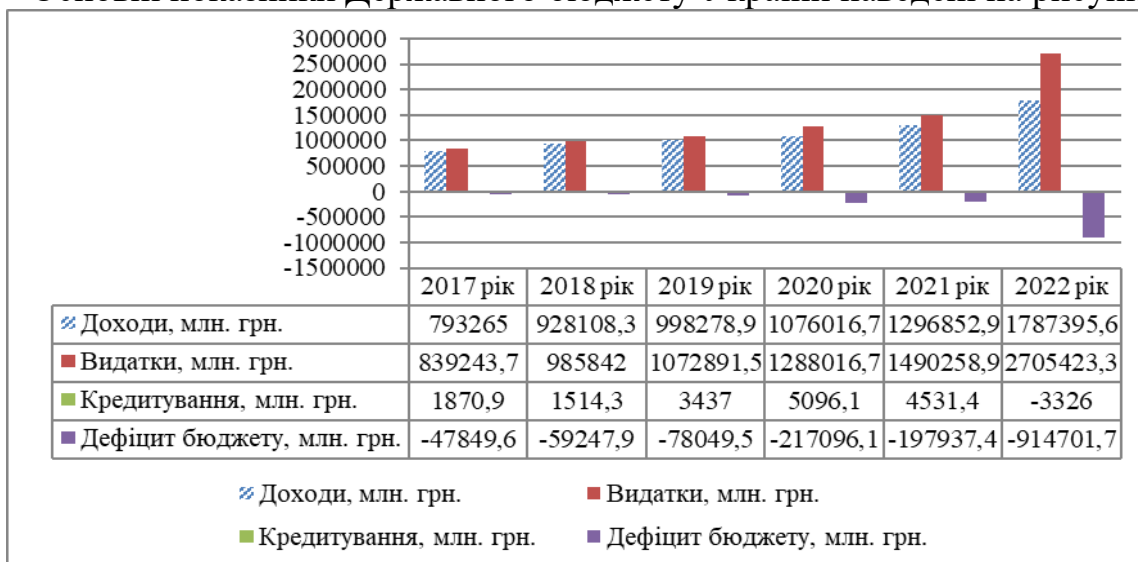 3000000
2500000
2000000
1500000
1000000
500000
0
-500000
-1000000
-1500000
2017 рік 2018 рік 2019 рік 2020 рік 2021 рік 2022 рік
Доходи, млн. грн. 793265 928108,3 998278,9 1076016,7 1296852,9 1787395,6
Видатки, млн. грн. 839243,7 985842 1072891,5 1288016,7 1490258,9 2705423,3
Кредитування, млн. грн. 1870,9 1514,3 3437 5096,1 4531,4 -3326
Дефіцит бюджету, млн. грн. -47849,6 -59247,9 -78049,5 -217096,1 -197937,4 -914701,7
Доходи, млн. грн. Видатки, млн. грн.
Кредитування, млн. грн. Дефіцит бюджету, млн. грн.